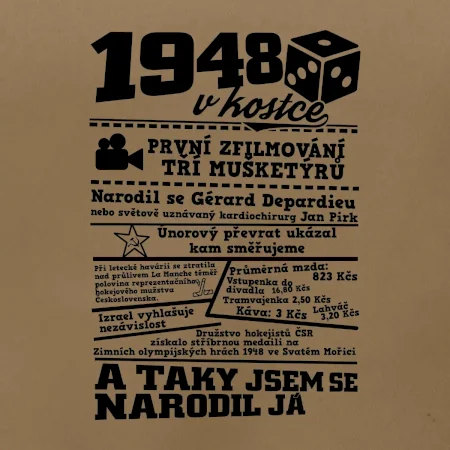 1948
v kostce
PRVNÍ ZFILMOVÁNÍ
TŘÍ MUŠKETÝRŮ
Narodil se Gérard Depardieu
nebo světově uznávaný kardiochirurg Jan Pirk
Únorový převrat ukázal
kam směřujeme
Při letecké havárii se ztratila
nad průlivem La Manche téměř
polovina reprezentačního
hokejového mužstva
Československa.
Průměrná mzda:
823 Kčs
Vstupenka do
divadla 16,80 Kčs
Tramvajenka 2,50 Kčs
Káva: 3 Kčs
Lahváč
3,20 Kčs
Izrael vyhlašuje
nezávislost
Družstvo hokejistů ČSR
získalo stříbrnou medaili na
Zimních olympijských hrách 1948 ve Svatém Mořici
A TAKY JSEM SE
NARODIL JÁ